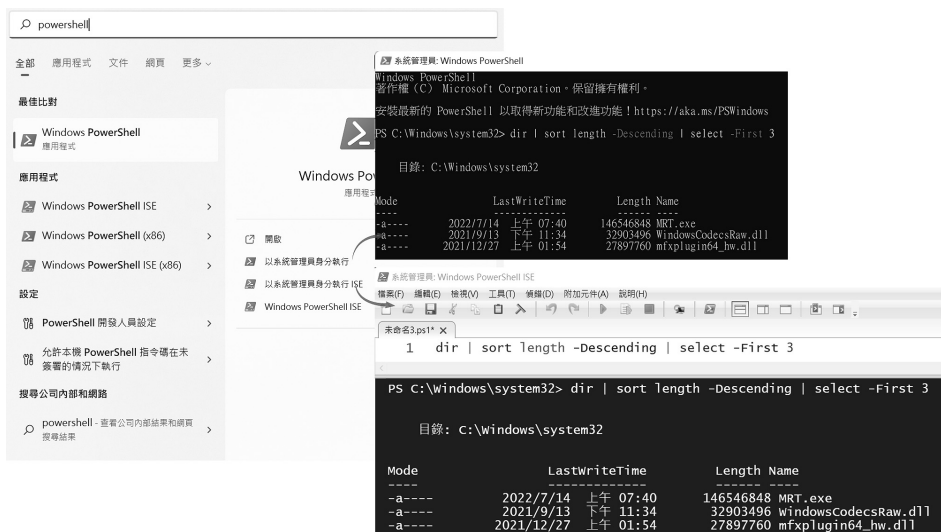 powershell
全部 應用程式 文件 網頁 更多
最佳比對
Windows PowerShell
應用程式
應用程式
Windows PowerShell ISE
Windows PowerShell (x86)
Windows PowerShell ISE (x86)
設定
PowerShell 開發人員設定
允許本機 PowerShell 指令碼在未
簽署的情況下執行
搜尋公司內部和網路
powershell - 查看公司內部結果和網頁
搜尋結果
Windows Pow
應用程式
開啟
以系統管理員身分執行
以系統管理員身分執行 ISE
Windows PowerShell ISE
系統管理員: Windows PowerShell
Windows PowerShell
著作權（C） Microsoft Corporation。保留擁有權利。
安裝最新的 PowerShell 以取得新功能和改進功能！https://aka.ms/PSWindows
PS C:\Windows\system32> dir | sort length -Descending | select -First 3
目錄: C:\Windows\system32
Mode LastWriteTime Length Name
---- ------------- ------ ----
-a---- 2022/7/14 上午 07:40 146546848 MRT.exe
-a---- 2021/9/13 下午 11:34 32903496 WindowsCodecsRaw.dll
-a---- 2021/12/27 上午 01:54 27897760 mfxplugin64_hw.dll
系統管理員: Windows PowerShell ISE
檔案(F) 編輯(E) 檢視(V) 工具(T) 偵錯(D) 附加元件(A) 說明(H)
未命名3.ps1* X
1 dir | sort length -Descending | select -First 3
PS C:\Windows\system32> dir | sort length -Descending | select -First 3
目錄: C:\Windows\system32
Mode LastWriteTime Length Name
---- ------------- ------ ----
-a---- 2022/7/14 上午 07:40 146546848 MRT.exe
-a---- 2021/9/13 下午 11:34 32903496 WindowsCodecsRaw.dll
-a---- 2021/12/27 上午 01:54 27897760 mfxplugin64_hw.dll